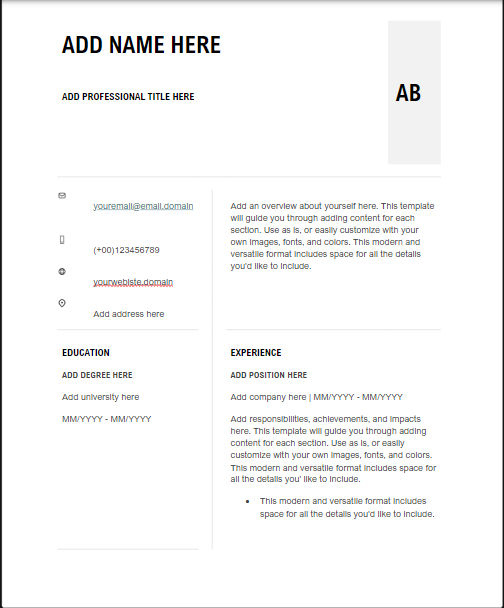 ADD NAME HERE
AB
ADD PROFESSIONAL TITLE HERE
youremail@email.domain
(+00)123456789
yourwebiste.domain
Add address here
Add an overview about yourself here. This template
will guide you through adding content for each
section. Use as is, or easily customize with your
own images, fonts, and colors. This modern and
versatile format includes space for all the details
you'd like to include.
EDUCATION
ADD DEGREE HERE
Add university here
MM/YYYY - MM/YYYY
EXPERIENCE
ADD POSITION HERE
Add company here | MM/YYYY - MM/YYYY
Add responsibilities, achievements, and impacts
here. This template will guide you through adding
content for each section. Use as is, or easily
customize with your own images, fonts, and colors.
This modern and versatile format includes space for
all the details you' like to include.
• This modern and versatile format includes
space for all the details you'd like to include.